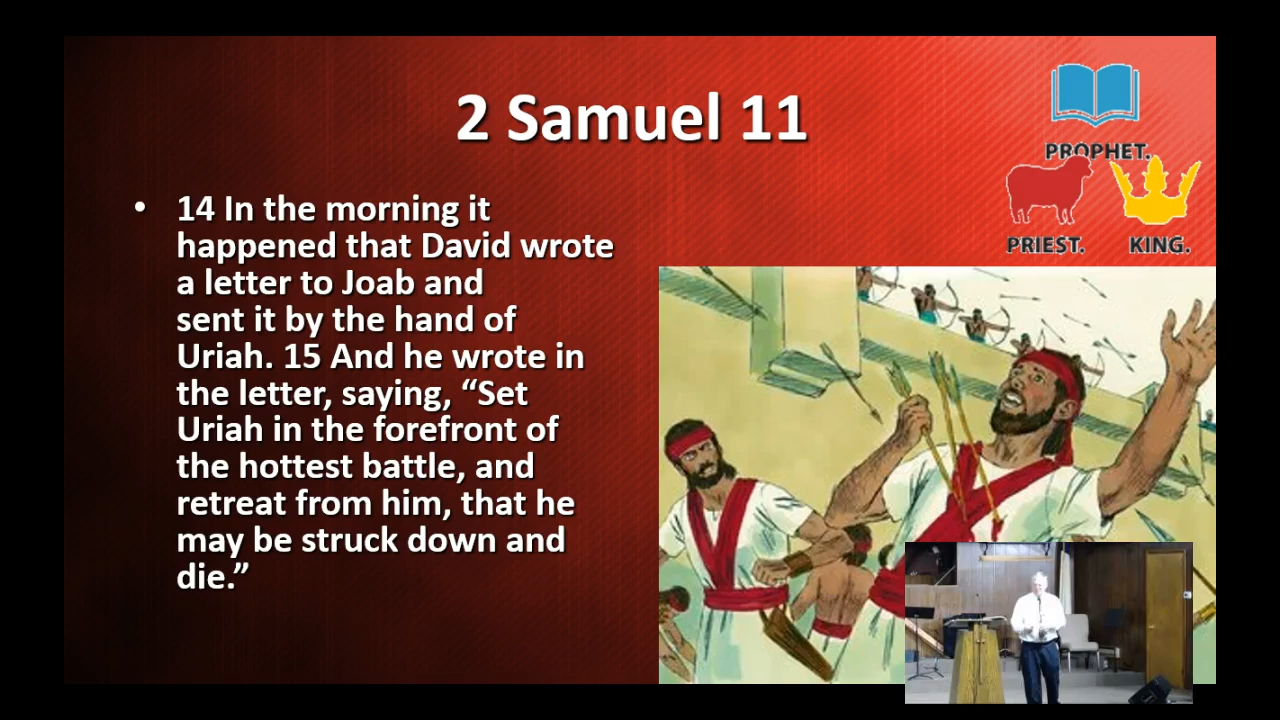 2 Samuel 11
PROPHET.
PRIEST. KING.
• 14 In the morning it
happened that David wrote
a letter to Joab and
sent it by the hand of
Uriah. 15 And he wrote in
the letter, saying, “Set
Uriah in the forefront of
the hottest battle, and
retreat from him, that he
may be struck down and
die.”